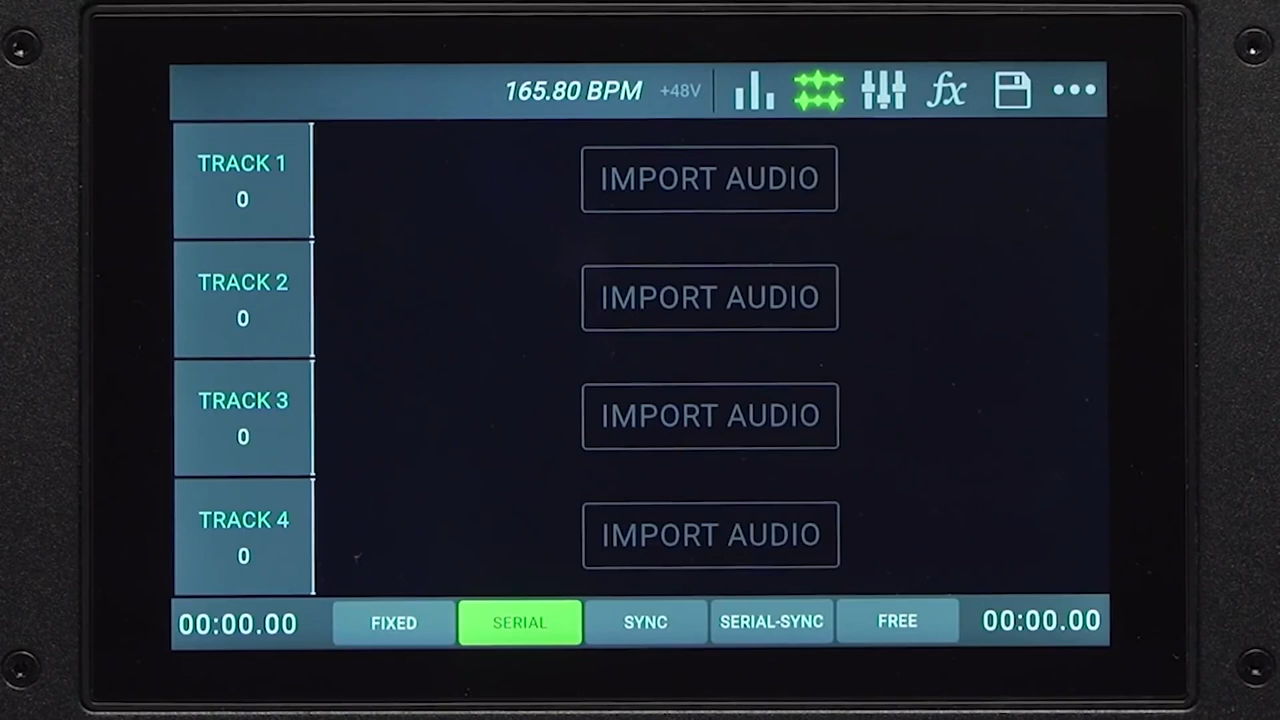 165.80 BPM +48V fx
TRACK 1
0
IMPORT AUDIO
TRACK 2
0
IMPORT AUDIO
TRACK 3
0
IMPORT AUDIO
TRACK 4
0
IMPORT AUDIO
00:00.00 FIXED SERIAL SYNC SERIAL-SYNC FREE 00:00.00